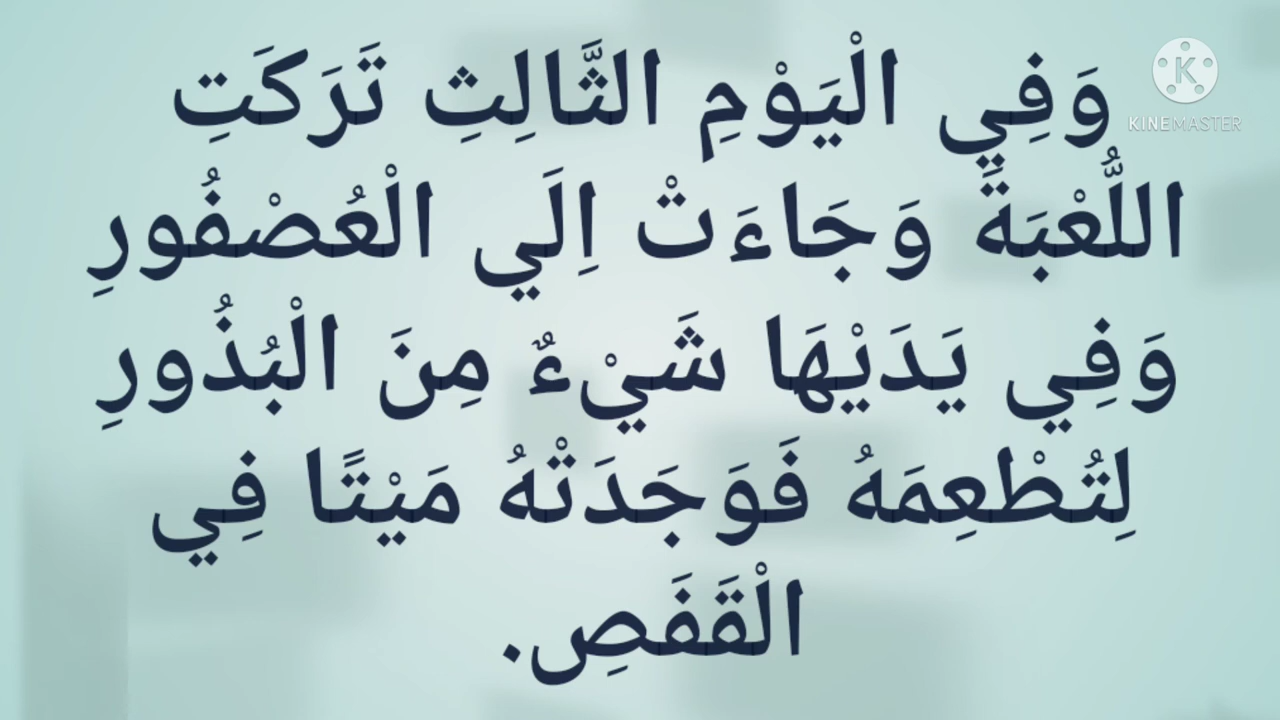 وَفِي الْيَوْمِ الثَّالِثِ تَرَكَتِ
اللُّعْبَةَ وَجَاءَتْ اِلَي الْعُصْفُورِ
وَفِي يَدَيْهَا شَيْءٌ مِنَ الْبُذُورِ
لِتُطْعِمَهُ فَوَجَدَتْهُ مَيْتًا فِي
الْقَفَصِ.
K
KINEMASTER